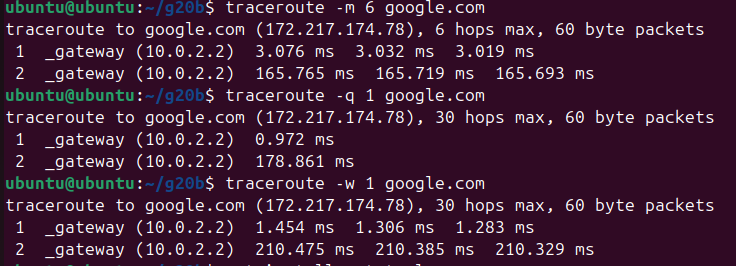 ubuntu@ubuntu:~/g20b$ traceroute -m 6 google.com
traceroute to google.com (172.217.174.78), 6 hops max, 60 byte packets
 1  _gateway (10.0.2.2)  3.076 ms  3.032 ms  3.019 ms
 2  _gateway (10.0.2.2)  165.765 ms  165.719 ms  165.693 ms
ubuntu@ubuntu:~/g20b$ traceroute -q 1 google.com
traceroute to google.com (172.217.174.78), 30 hops max, 60 byte packets
 1  _gateway (10.0.2.2)  0.972 ms
 2  _gateway (10.0.2.2)  178.861 ms
ubuntu@ubuntu:~/g20b$ traceroute -w 1 google.com
traceroute to google.com (172.217.174.78), 30 hops max, 60 byte packets
 1  _gateway (10.0.2.2)  1.454 ms  1.306 ms  1.283 ms
 2  _gateway (10.0.2.2)  210.475 ms  210.385 ms  210.329 ms